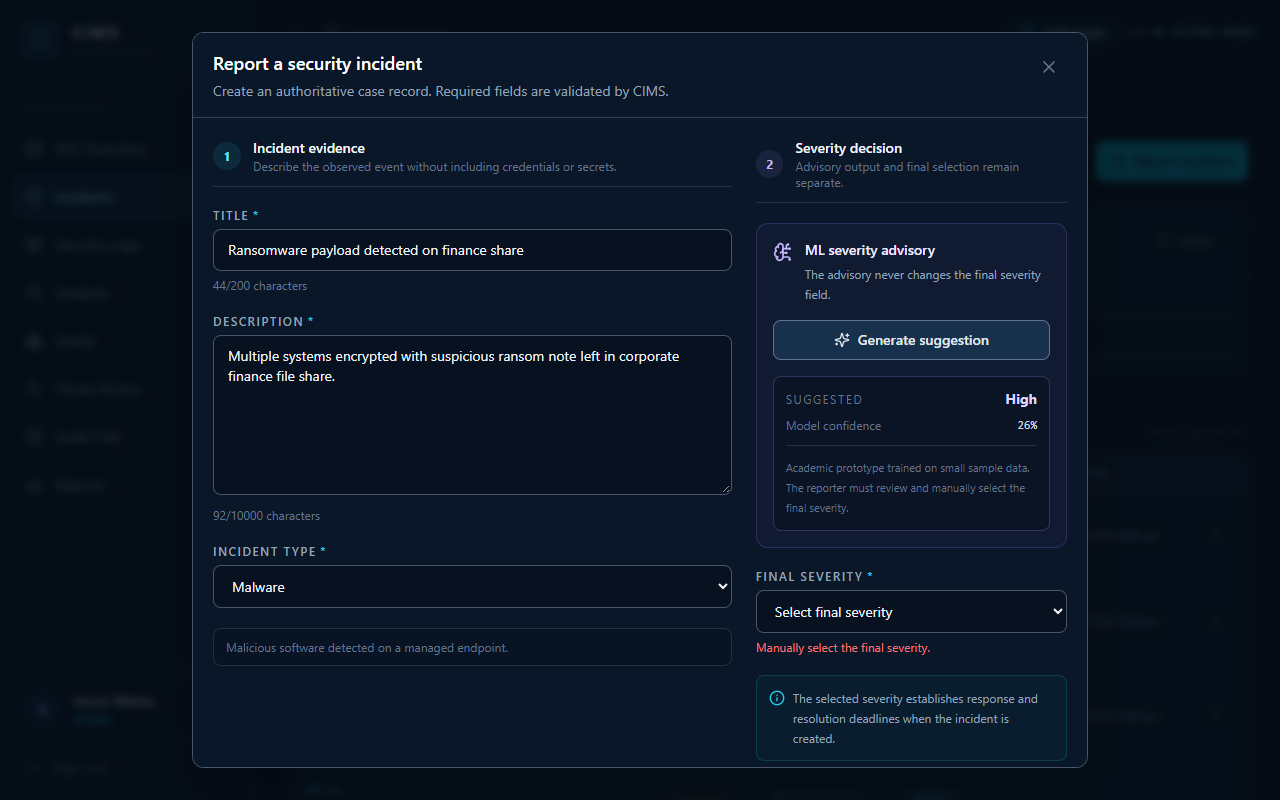 Report a security incident
Create an authoritative case record. Required fields are validated by CIMS.
1
Incident evidence
Describe the observed event without including credentials or secrets.
TITLE *
Ransomware payload detected on finance share
44/200 characters
DESCRIPTION *
Multiple systems encrypted with suspicious ransom note left in corporate
finance file share.
92/10000 characters
INCIDENT TYPE *
Malware
Malicious software detected on a managed endpoint.
2
Severity decision
Advisory output and final selection remain
separate.
ML severity advisory
The advisory never changes the final severity
field.
Generate suggestion
SUGGESTED High
Model confidence 26%
Academic prototype trained on small sample data.
The reporter must review and manually select the
final severity.
FINAL SEVERITY *
Select final severity
Manually select the final severity.
The selected severity establishes response and
resolution deadlines when the incident is
created.